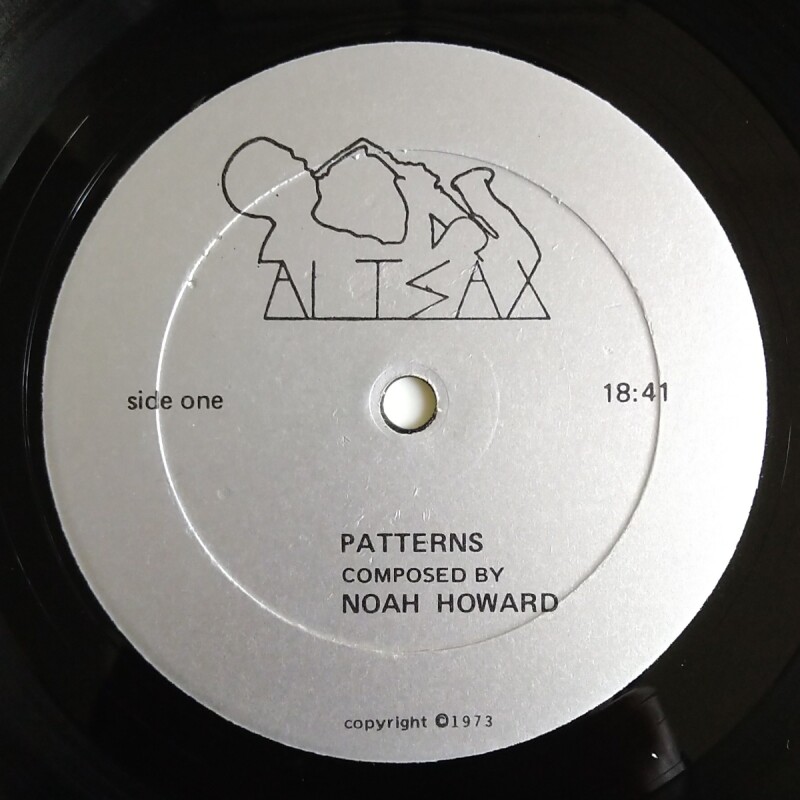 ALTSAX
side one
18:41
PATTERNS
COMPOSED BY
NOAH HOWARD
copyright ©1973